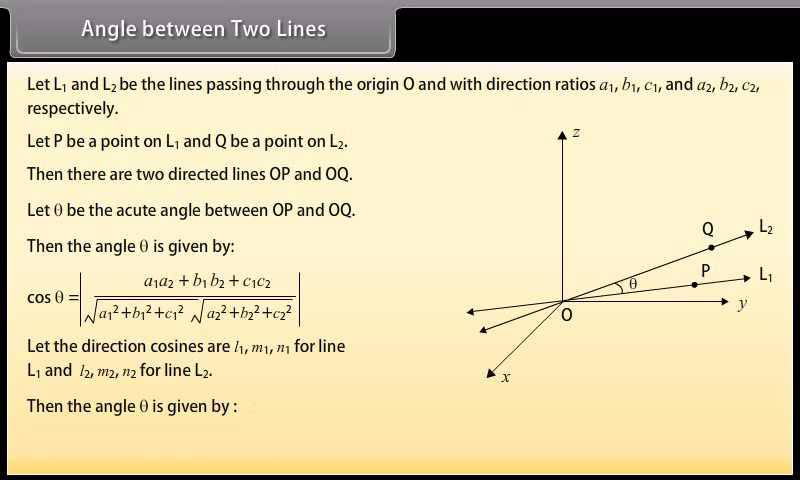 Angle between Two Lines
Let L₁ and L₂ be the lines passing through the origin O and with direction ratios a₁, b₁, c₁, and a₂, b₂, c₂,
respectively.
Let P be a point on L₁ and Q be a point on L₂.
Then there are two directed lines OP and OQ.
Let θ be the acute angle between OP and OQ.
Then the angle θ is given by:
cos θ = | (a₁a₂ + b₁b₂ + c₁c₂) / (√(a₁²+b₁²+c₁²) √(a₂²+b₂²+c₂²)) |
Let the direction cosines are l₁, m₁, n₁ for line
L₁ and l₂, m₂, n₂ for line L₂.
Then the angle θ is given by :
z
Q
L₂
P
L₁
θ
O
y
x